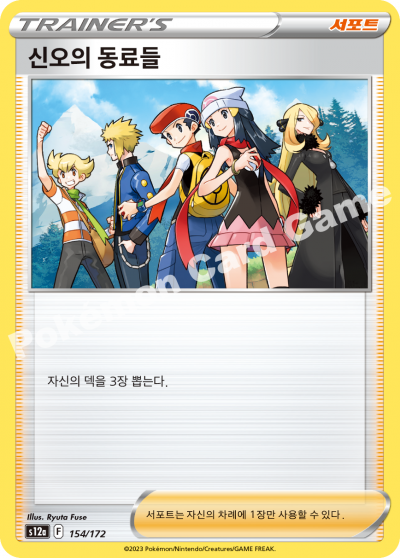 TRAINER'S
서포트
신오의 동료들
Pokémon Card Game
자신의 덱을 3장 뽑는다.
Illus. Ryuta Fuse
s12a F 154/172
서포트는 자신의 차례에 1장만 사용할 수 있다.
©2023 Pokémon/Nintendo/Creatures/GAME FREAK.